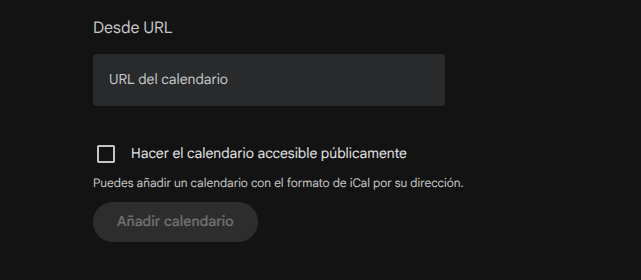 Desde URL
URL del calendario
Hacer el calendario accesible públicamente
Puedes añadir un calendario con el formato de iCal por su dirección.
Añadir calendario